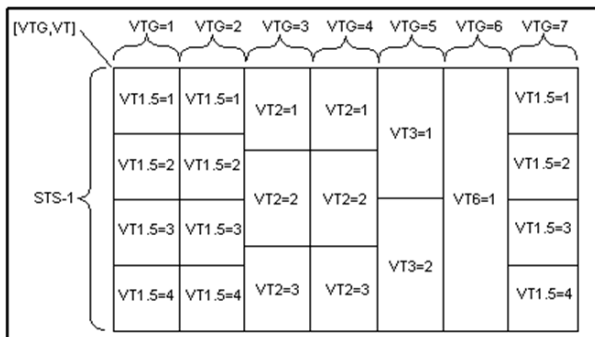 [VTG,VT] VTG=1 VTG=2 VTG=3 VTG=4 VTG=5 VTG=6 VTG=7
VT1.5=1 VT1.5=1 VT2=1 VT2=1 VT3=1 VT1.5=1
VT1.5=2 VT1.5=2 VT1.5=2
STS-1 VT2=2 VT2=2 VT6=1
VT1.5=3 VT1.5=3 VT1.5=3
VT3=2
VT1.5=4 VT1.5=4 VT2=3 VT2=3 VT1.5=4